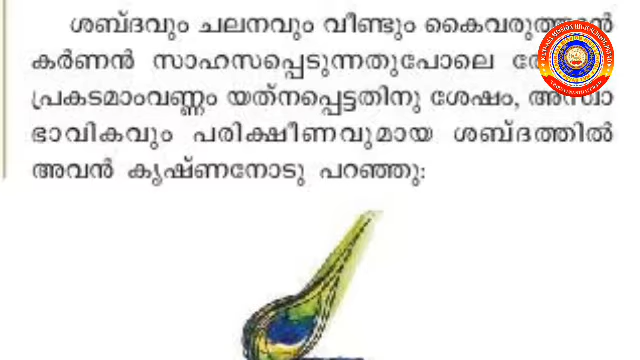 ശബ്ദവും ചലനവും വീണ്ടും
കർണൻ സാഹസപ്പെടുന്നതുപോലെ
പ്രകടമാംവണ്ണം യത്നപ്പെട്ടതിനു ശേഷം,
ഭാവികവും പരിക്ഷീണവുമായ ശബ്ദത്തിൽ
അവൻ കൃഷ്ണനോടു പറഞ്ഞു: